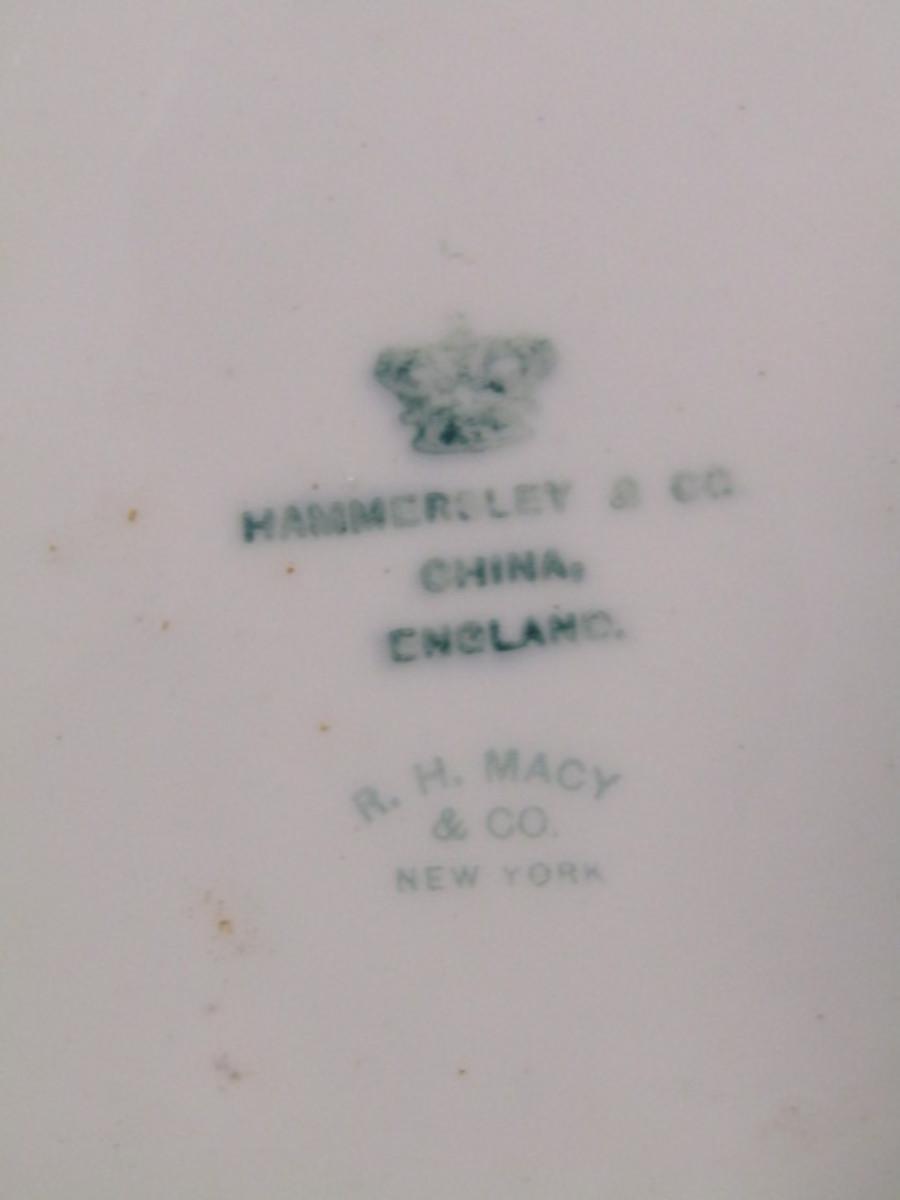 HAMMERSLEY & CO
CHINA,
ENGLAND.
R. H. MACY
& CO.
NEW YORK